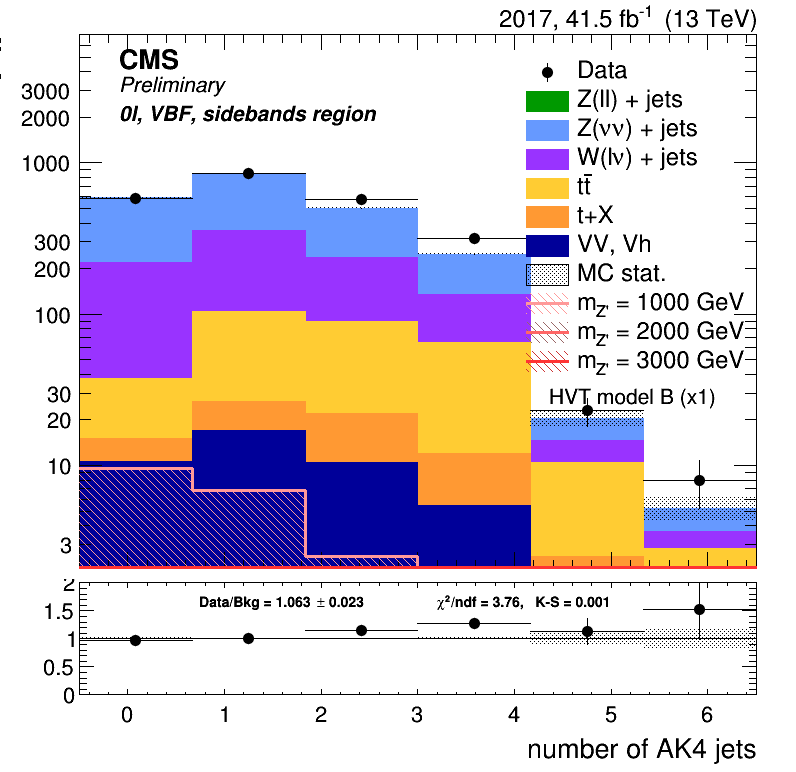 2017, 41.5 fb⁻¹ (13 TeV)
CMS
Preliminary
0l, VBF, sidebands region
Data
Z(ll) + jets
Z(νν) + jets
W(lν) + jets
tt̄
t+X
VV, Vh
MC stat.
m_Z' = 1000 GeV
m_Z' = 2000 GeV
m_Z' = 3000 GeV
HVT model B (x1)
3000
2000
1000
300
200
100
30
20
10
3
Data/Bkg = 1.063 ± 0.023 χ²/ndf = 3.76, K-S = 0.001
2
1.5
1
0.5
0
0 1 2 3 4 5 6
number of AK4 jets